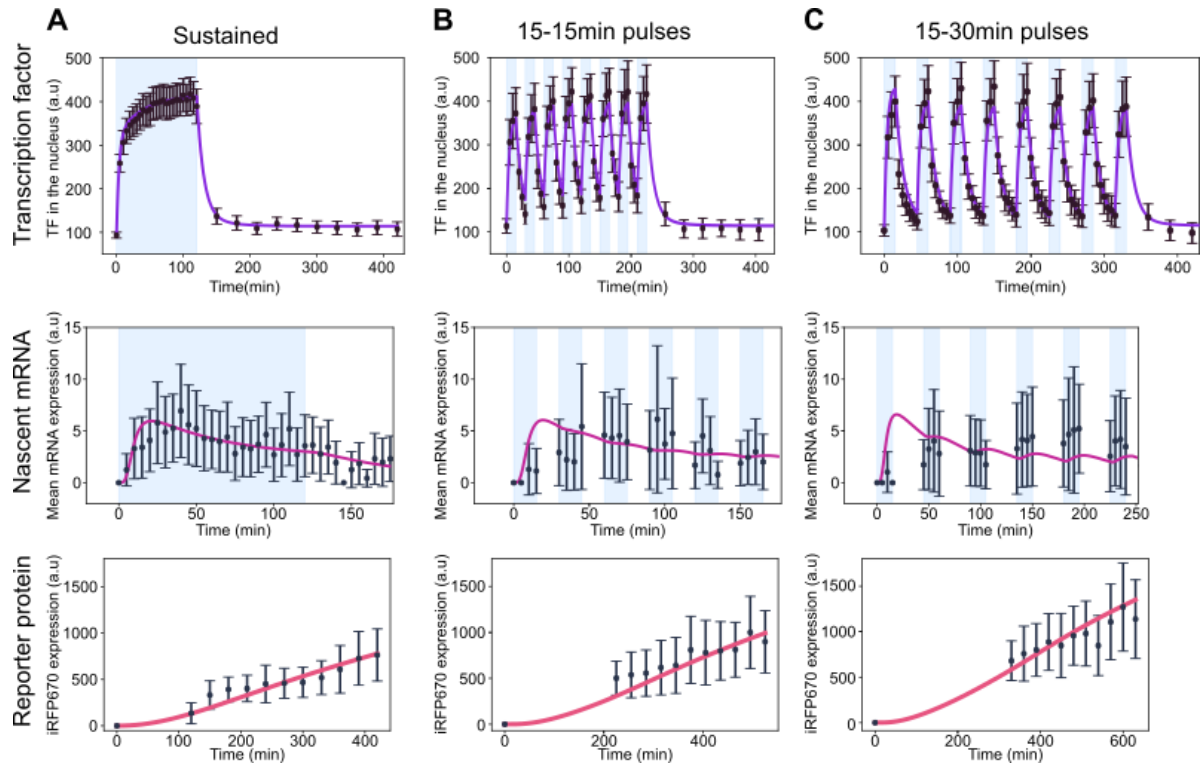 A
Sustained
B
15-15min pulses
C
15-30min pulses
Transcription factor
TF in the nucleus (a.u)
500
400
300
200
100
0
100
200
300
400
Time(min)
TF in the nucleus (a.u)
500
400
300
200
100
0
100
200
300
400
Time(min)
TF in the nucleus (a.u)
500
400
300
200
100
0
100
200
300
400
Time(min)
Nascent mRNA
Mean mRNA expression (a.u)
15
10
5
0
0
50
100
150
Time (min)
Mean mRNA expression (a.u)
15
10
5
0
0
50
100
150
Time (min)
Mean mRNA expression (a.u)
15
10
5
0
0
50
100
150
200
250
Time (min)
Reporter protein
iRFP670 expression (a.u)
1500
1000
500
0
0
100
200
300
400
Time (min)
iRFP670 expression (a.u)
1500
1000
500
0
0
200
400
Time (min)
iRFP670 expression (a.u)
1500
1000
500
0
0
200
400
600
Time (min)